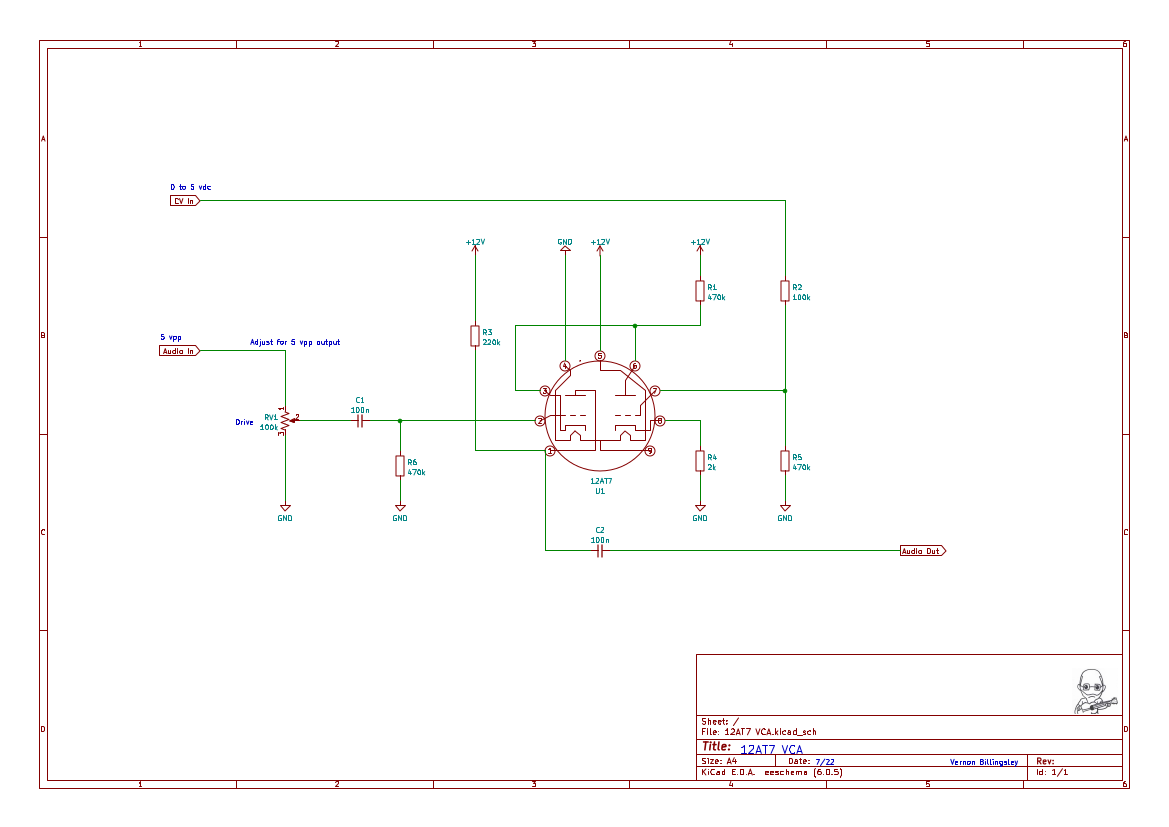 1 2 3 4 5 6
A A
0 to 5 vdc
CV In
+12V GND +12V +12V
R1
470k
R2
100k
B B
R3
220k
5 vpp
Audio In
Adjust for 5 vpp output
5
4 6
3 7
2 8
1 9
C1
100n
Drive
RV1
100k
1
2
3
R6
470k
R4
2k
R5
470k
12AT7
U1
GND GND GND GND
C2
100n
C C
Audio Out
D D
Sheet: /
File: 12AT7 VCA.kicad_sch
Title: 12AT7 VCA
Size: A4 Date: 7/22 Vernon Billingsley Rev:
KiCad E.D.A. eeschema (6.0.5) Id: 1/1
1 2 3 4 5 6